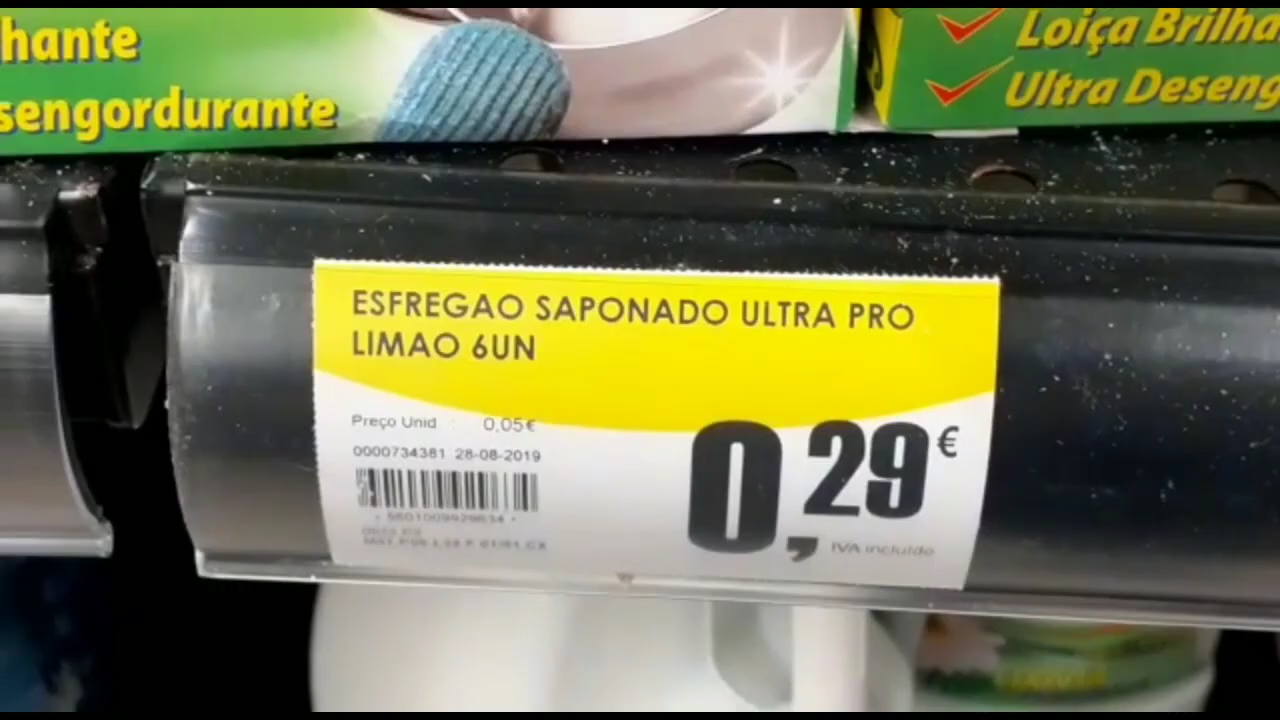 hante
sengordurante
Loiça Brilha
Ultra Deseng
ESFREGAO SAPONADO ULTRA PRO
LIMAO 6UN
Preço Unid : 0,05€
0000734381 28-08-2019
0,29€
IVA incluído